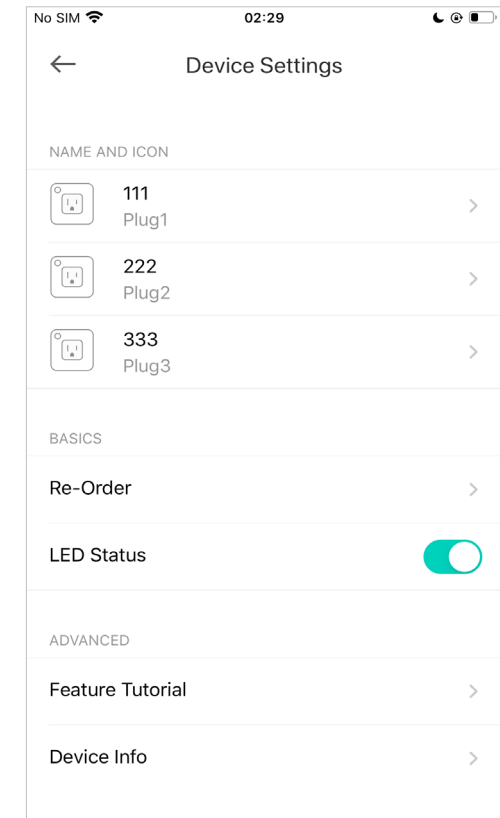 No SIM 02:29
Device Settings
NAME AND ICON
111
Plug1
222
Plug2
333
Plug3
BASICS
Re-Order
LED Status
ADVANCED
Feature Tutorial
Device Info